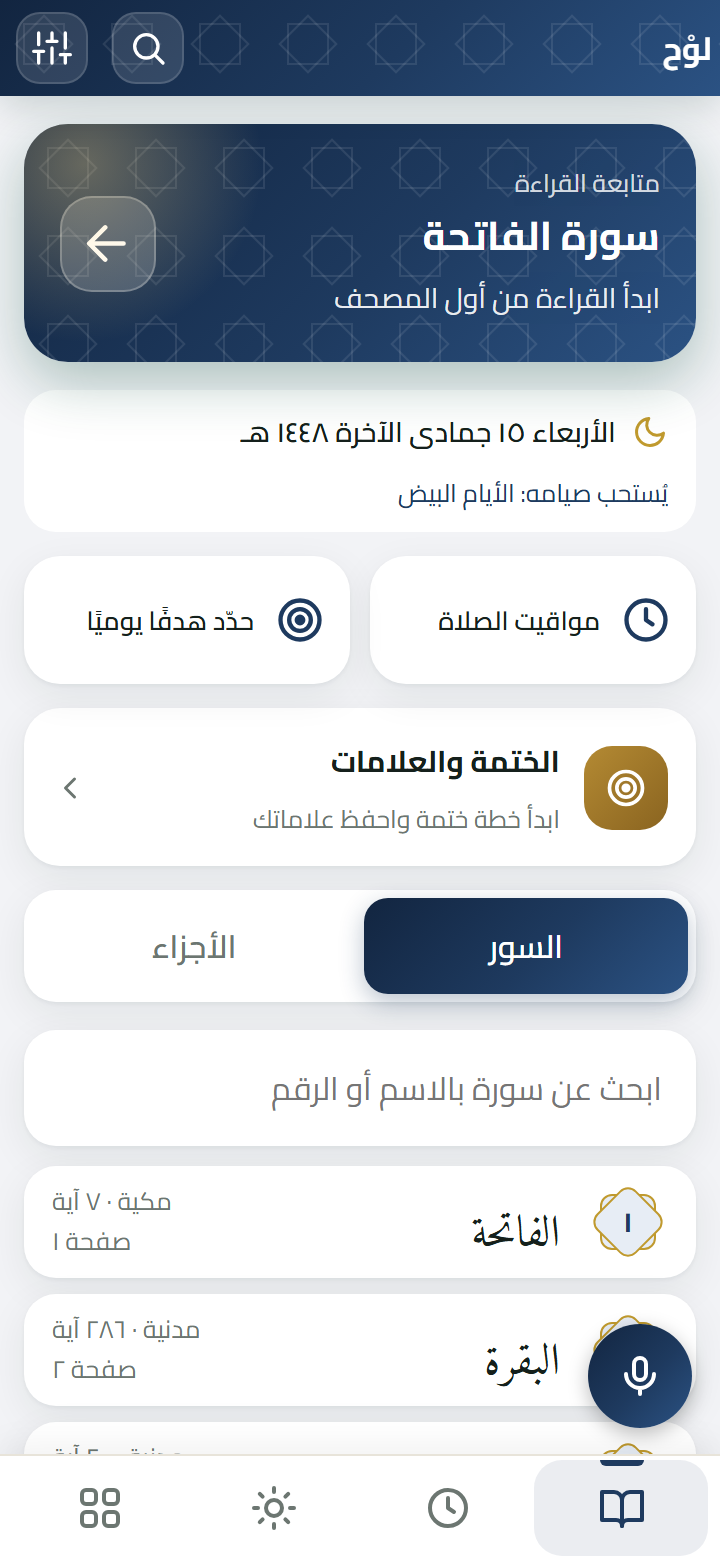 لوْح
متابعة القراءة
سورة الفاتحة
ابدأ القراءة من أول المصحف
الأربعاء ١٥ جمادى الآخرة ١٤٤٨ هـ
يُستحب صيامه: الأيام البيض
مواقيت الصلاة
حدّد هدفًا يوميًا
الختمة والعلامات
ابدأ خطة ختمة واحفظ علاماتك
السور
الأجزاء
ابحث عن سورة بالاسم أو الرقم
١
الفاتحة
مكية · ٧ آية
صفحة ١
البقرة
مدنية · ٢٨٦ آية
صفحة ٢